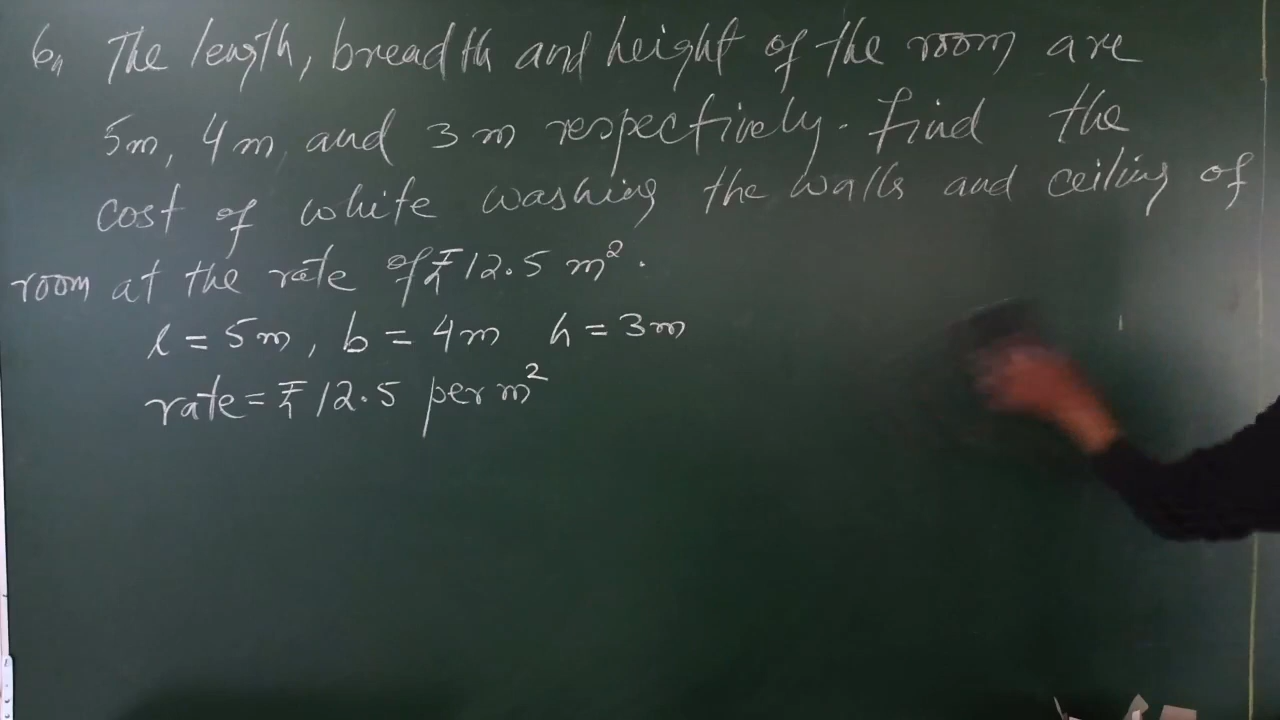 6, The length, breadth and height of the room are
5m, 4m and 3m respectively. Find the
cost of white washing the walls and ceiling of
room at the rate of ₹12.5 m².
l = 5m, b = 4m h = 3m
rate = ₹12.5 per m²